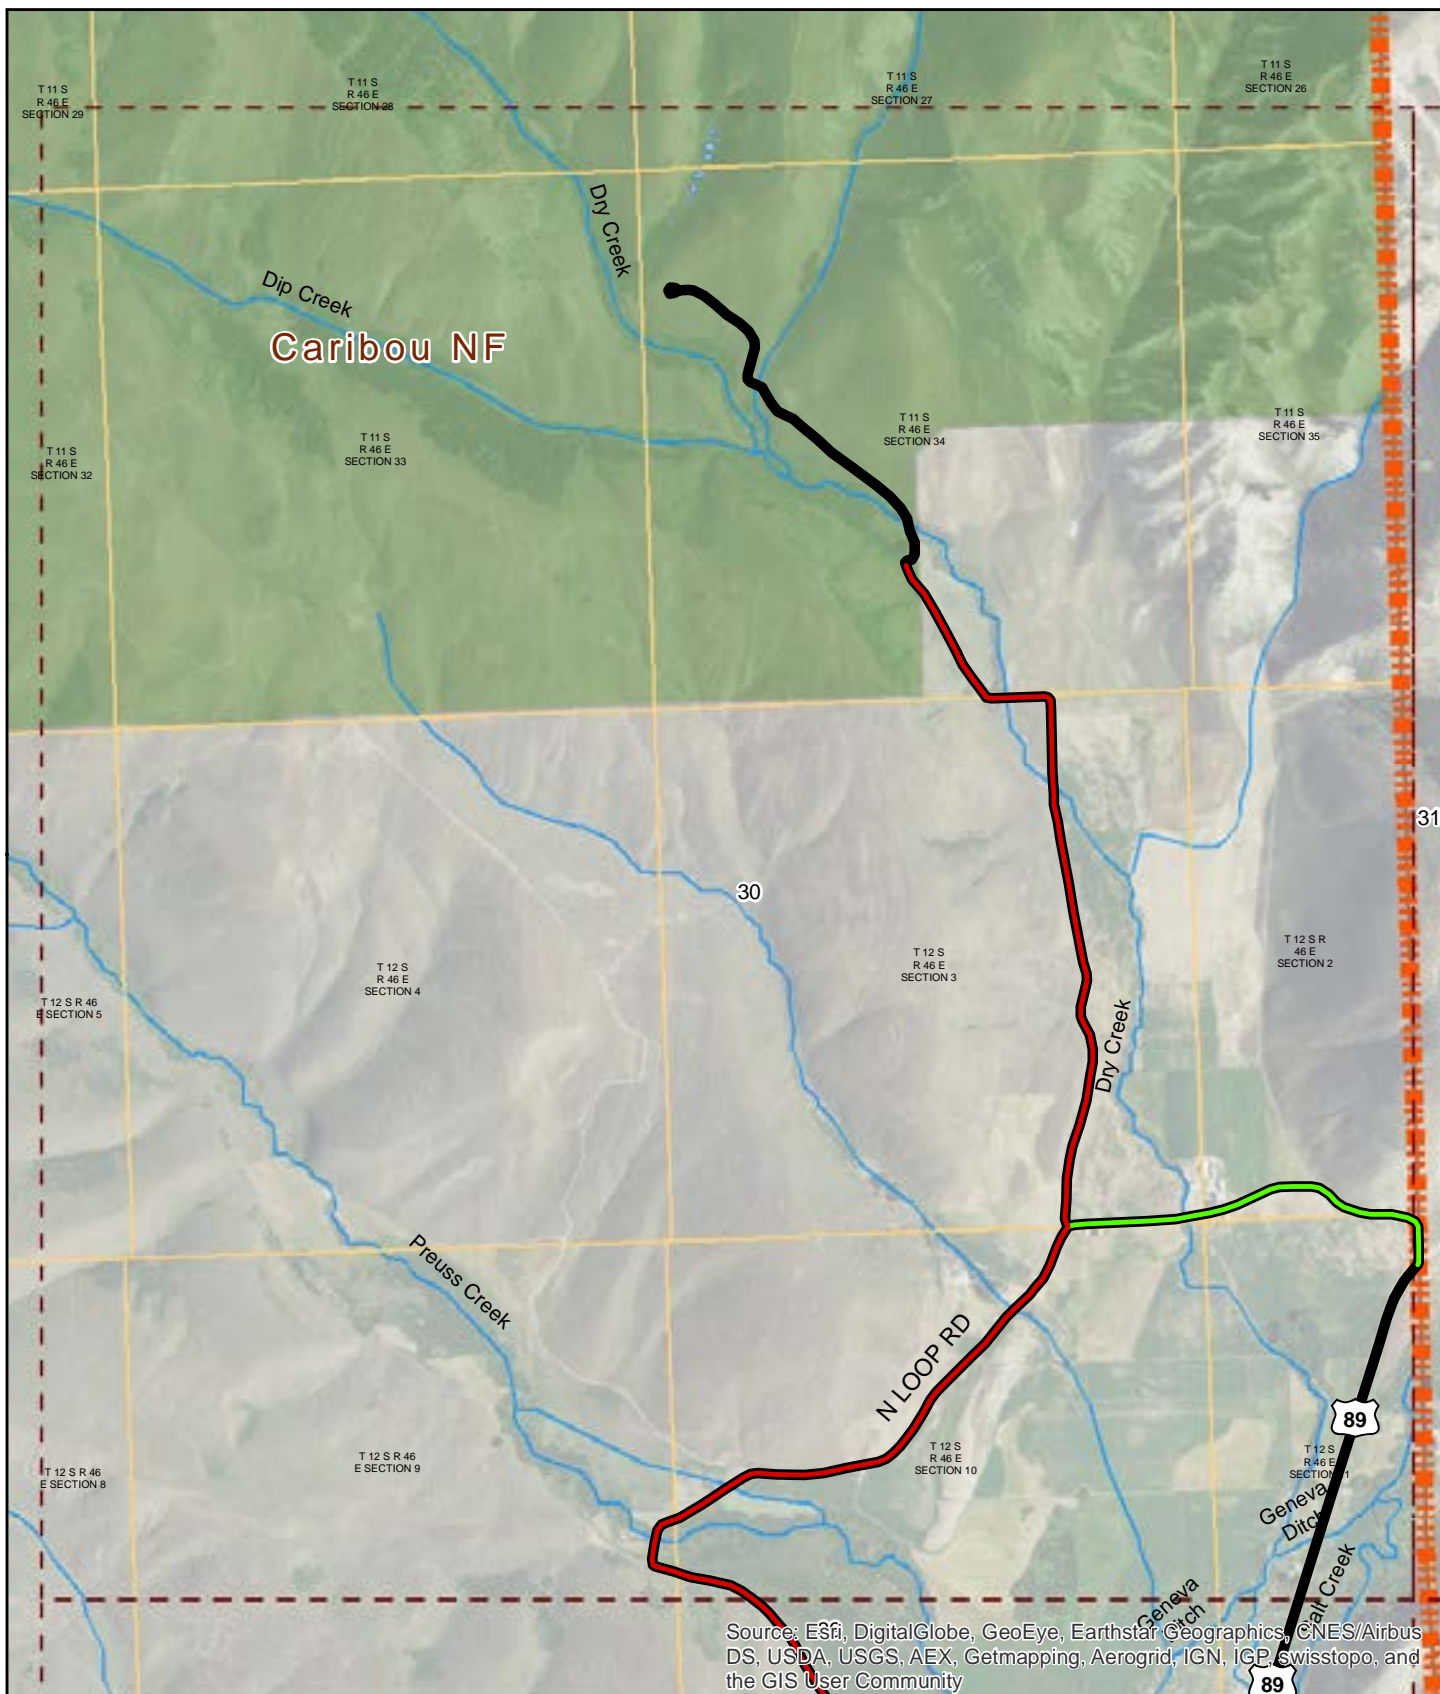 T 11 S
R 46 E
SECTION 29
T 11 S
R 46 E
SECTION 28
T 11 S
R 46 E
SECTION 27
T 11 S
R 46 E
SECTION 26
Dry Creek
Dip Creek
Caribou NF
T 11 S
R 46 E
SECTION 32
T 11 S
R 46 E
SECTION 33
T 11 S
R 46 E
SECTION 34
T 11 S
R 46 E
SECTION 35
31
30
T 12 S R 46
E SECTION 5
T 12 S
R 46 E
SECTION 4
T 12 S
R 46 E
SECTION 3
T 12 S R
46 E
SECTION 2
Dry Creek
Preuss Creek
N LOOP RD
89
T 12 S R 46
E SECTION 8
T 12 S R 46
E SECTION 9
T 12 S
R 46 E
SECTION 10
T 12 S
R 46 E
SECTION
Geneva
Ditch
Salt Creek
Geneva
Ditch
Source: Esri, DigitalGlobe, GeoEye, Earthstar Geographics, CNES/Airbus
DS, USDA, USGS, AEX, Getmapping, Aerogrid, IGN, IGP, swisstopo, and
the GIS User Community
89